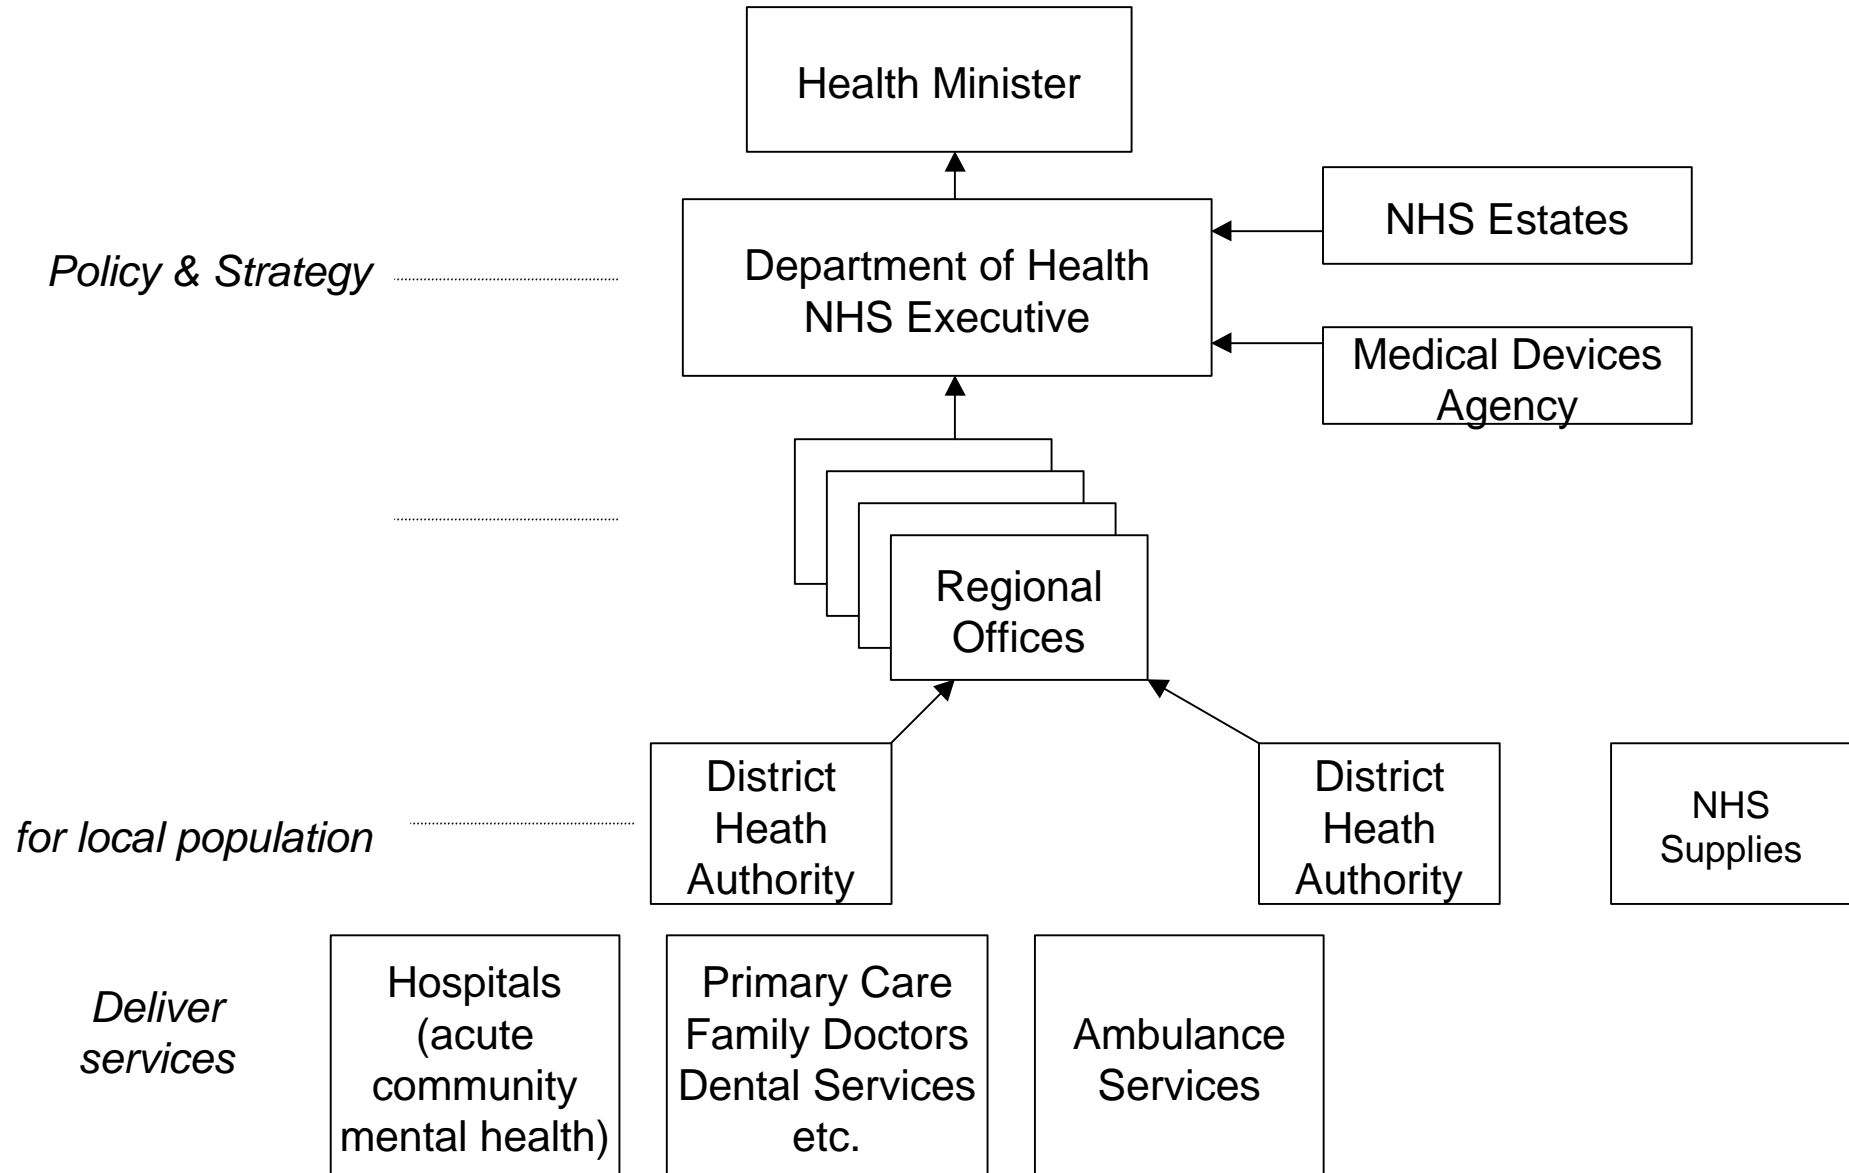 Health Minister
NHS Estates
Policy & Strategy
Department of Health
NHS Executive
Medical Devices
Agency
Regional
Offices
for local population
District
Heath
Authority
District
Heath
Authority
NHS
Supplies
Deliver
services
Hospitals
(acute
community
mental health)
Primary Care
Family Doctors
Dental Services
etc.
Ambulance
Services